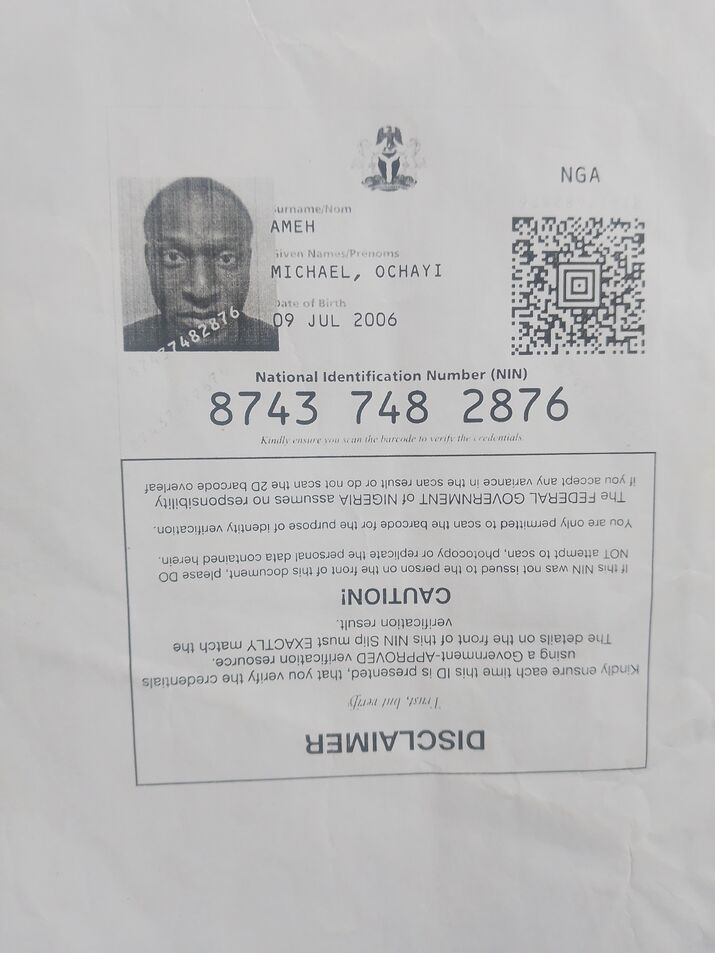 NGA
Surname/Nom
AMEH
Given Names/Prenoms
MICHAEL, OCHAYI
Date of Birth
09 JUL 2006
77482876
National Identification Number (NIN)
8743 748 2876
Kindly ensure you scan the barcode to verify the credentials.
DISCLAIMER
Trust, but verify
Kindly ensure each time this ID is presented, that you verify the credentials
using a Government-APPROVED verification resource.
The details on the front of this NIN Slip must EXACTLY match the
verification result.
CAUTION!
If this NIN was not issued to the person on the front of this document, please DO
NOT attempt to scan, photocopy or replicate the personal data contained herein.
You are only permitted to scan the barcode for the purpose of identity verification.
The FEDERAL GOVERNMENT of NIGERIA assumes no responsibility
if you accept any variance in the scan result or do not scan the 2D barcode overleaf